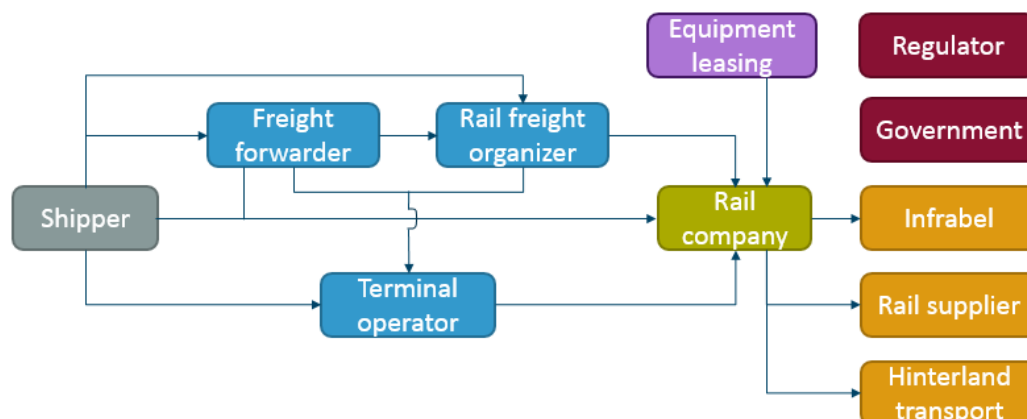 Equipment
leasing
Regulator
Freight
forwarder
Rail freight
organizer
Government
Shipper
Rail
company
Infrabel
Terminal
operator
Rail supplier
Hinterland
transport